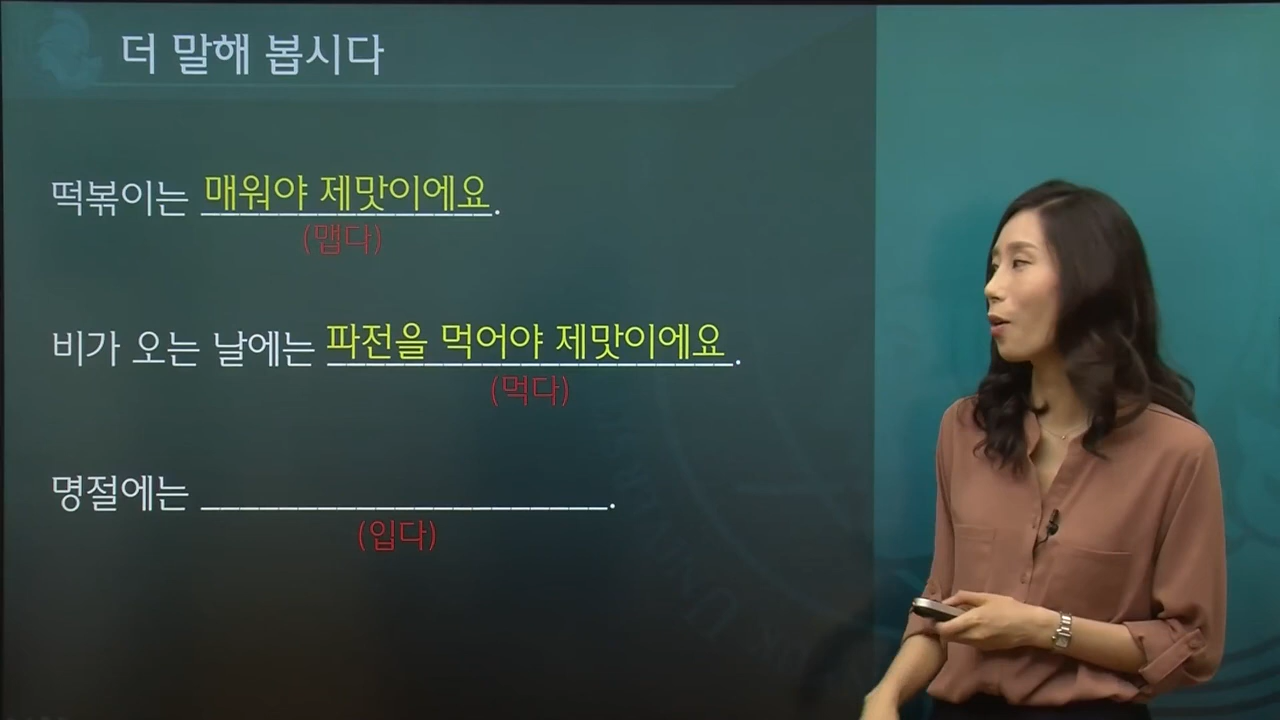 더 말해 봅시다
떡볶이는 매워야 제맛이에요.
(맵다)
비가 오는 날에는 파전을 먹어야 제맛이에요.
(먹다)
명절에는 _____________________.
(입다)